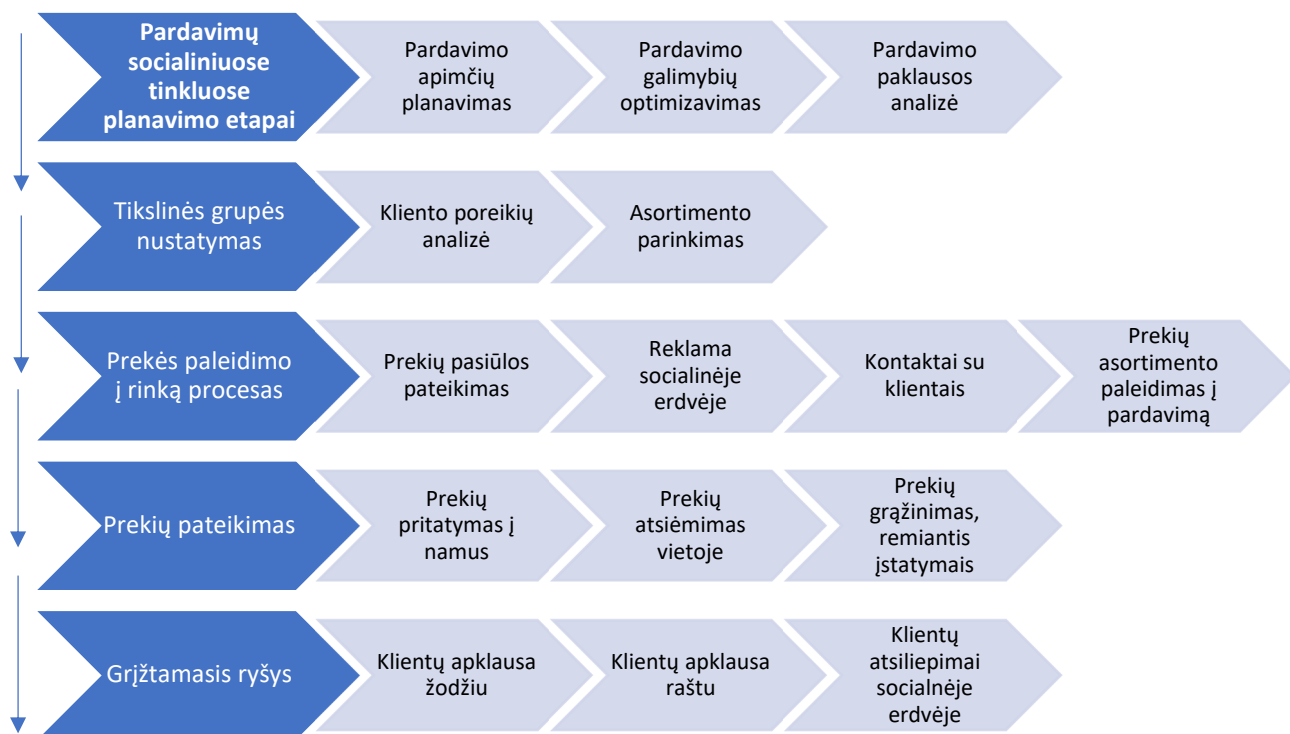 Pardavimų
socialiniuose
tinkluose
planavimo etapai
Pardavimo
apimčių
planavimas
Pardavimo
galimybių
optimizavimas
Pardavimo
paklausos
analizė
Tikslinės grupės
nustatymas
Kliento poreikių
analizė
Asortimento
parinkimas
Prekės paleidimo
į rinką procesas
Prekių pasiūlos
pateikimas
Reklama
socialinėje
erdvėje
Kontaktai su
klientais
Prekių
asortimento
paleidimas į
pardavimą
Prekių pateikimas
Prekių
pritatymas į
namus
Prekių
atsiėmimas
vietoje
Prekių
grąžinimas,
remiantis
įstatymais
Grįžtamasis ryšys
Klientų apklausa
žodžiu
Klientų apklausa
raštu
Klientų
atsiliepimai
socialnėje
erdvėje